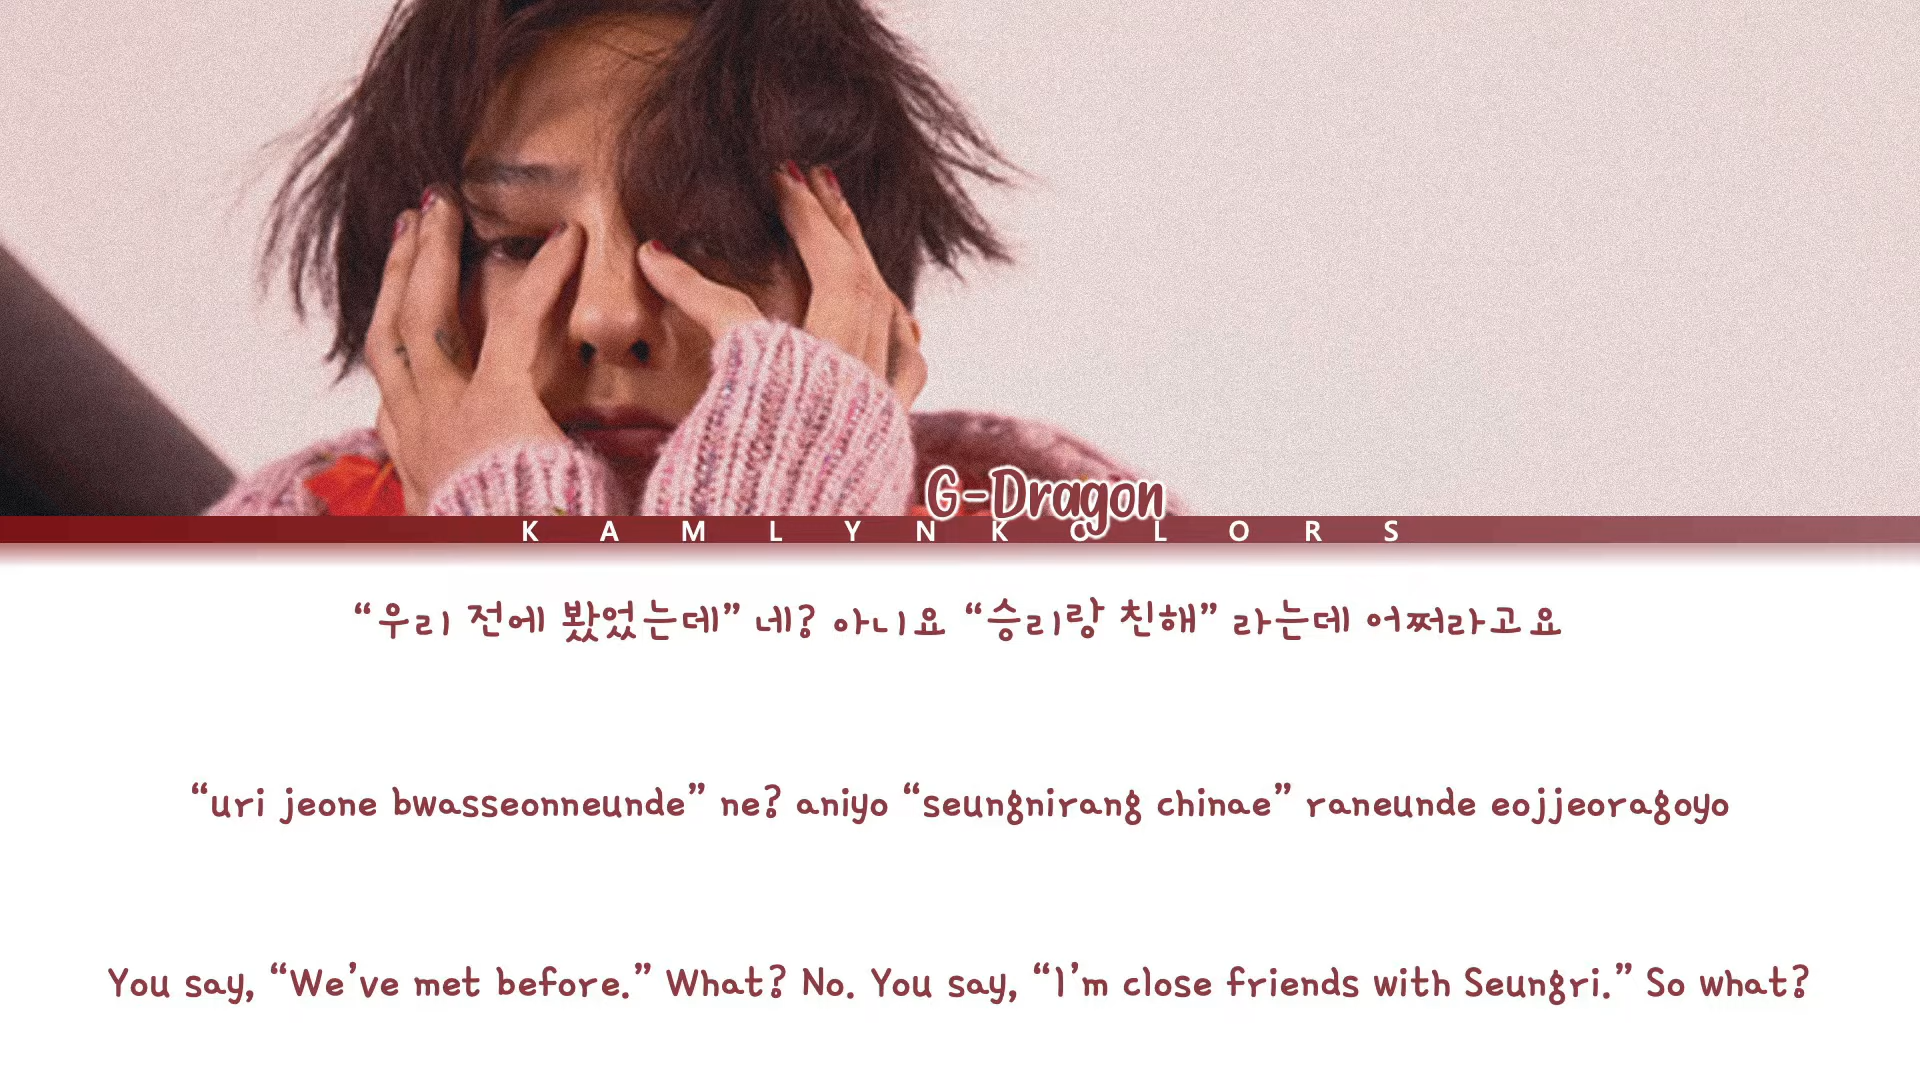 G-Dragon
KAMLYNKOLORS
“우리 전에 봤었는데” 네? 아니요 “승리랑 친해” 라는데 어쩌라고요
“uri jeone bwasseonneunde” ne? aniyo “seungnirang chinae” raneunde eojjeoragoyo
You say, “We’ve met before.” What? No. You say, “I’m close friends with Seungri.” So what?